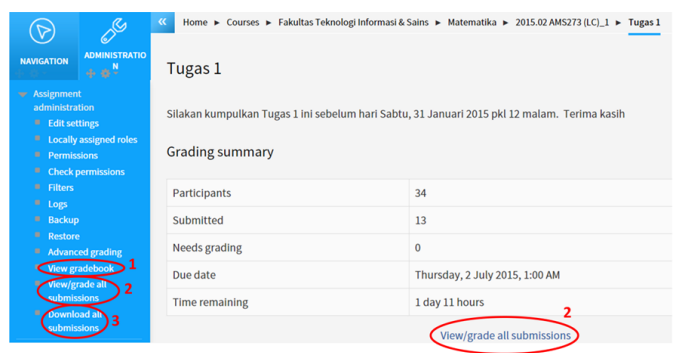 NAVIGATION
ADMINISTRATIO
N
« Home ► Courses ► Fakultas Teknologi Informasi & Sains ► Matematika ► 2015.02 AMS273 (LC)_1 ► Tugas 1
Assignment
administration
Edit settings
Locally assigned roles
Permissions
Check permissions
Filters
Logs
Backup
Restore
Advanced grading
View gradebook 1
View/grade all
submissions 2
Download all
submissions 3
Tugas 1
Silakan kumpulkan Tugas 1 ini sebelum hari Sabtu, 31 Januari 2015 pkl 12 malam. Terima kasih
Grading summary
Participants 34
Submitted 13
Needs grading 0
Due date Thursday, 2 July 2015, 1:00 AM
Time remaining 1 day 11 hours
2
View/grade all submissions